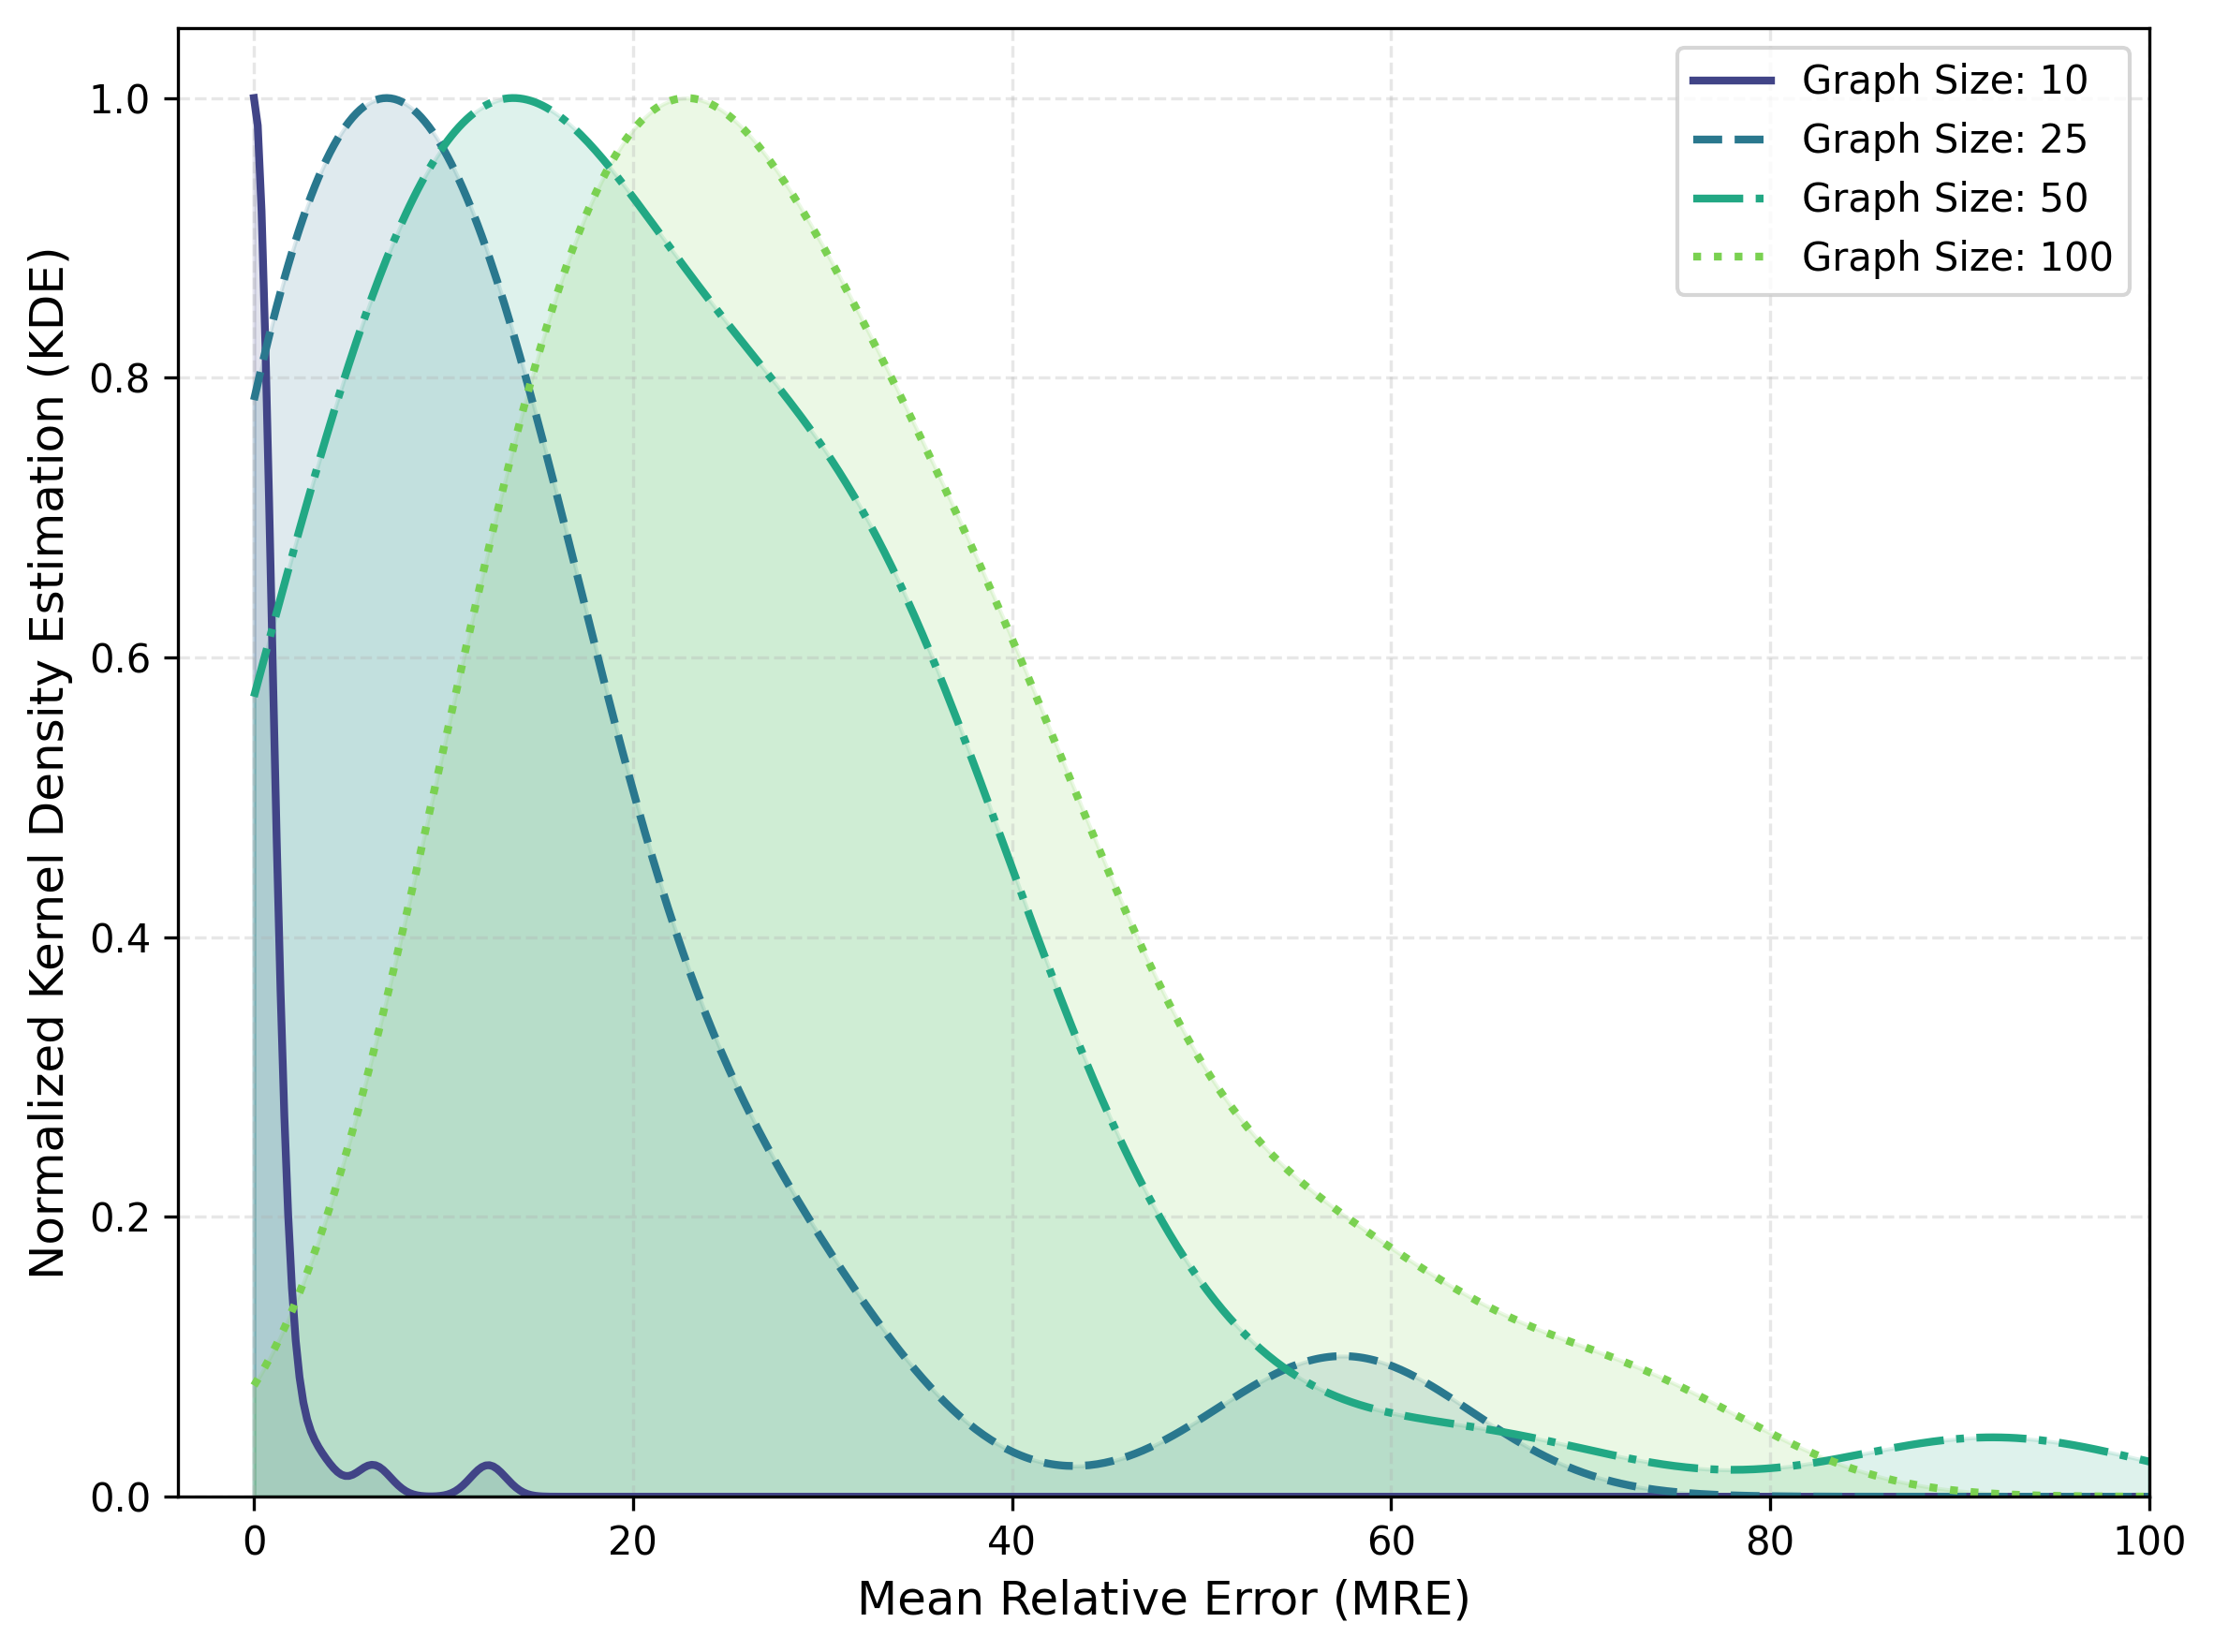 Graph Size: 10
Graph Size: 25
Graph Size: 50
Graph Size: 100
Normalized Kernel Density Estimation (KDE)
1.0
0.8
0.6
0.4
0.2
0.0
0 20 40 60 80 100
Mean Relative Error (MRE)